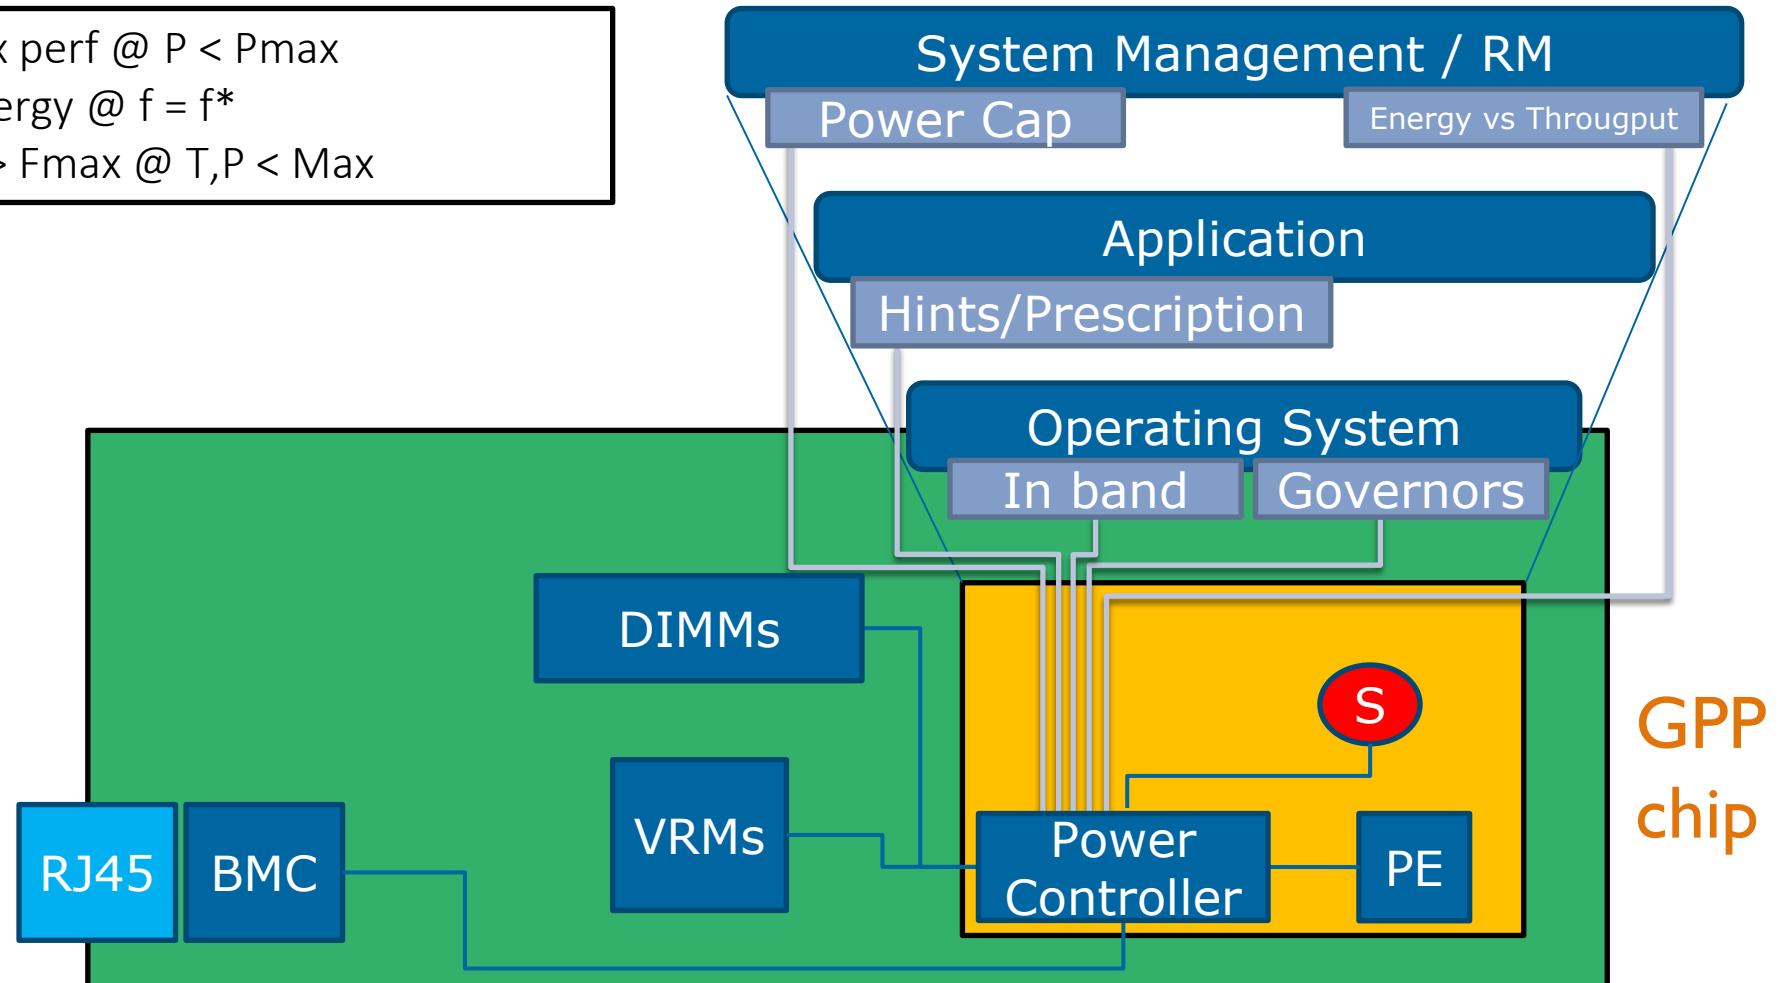 x perf @ P < Pmax
ergy @ f = f*
> Fmax @ T,P < Max
System Management / RM
Power Cap
Energy vs Througput
Application
Hints/Prescription
Operating System
In band
Governors
DIMMs
S
GPP
chip
VRMs
Power
Controller
PE
RJ45
BMC